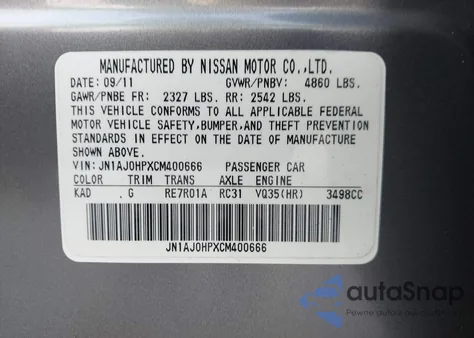 MANUFACTURED BY NISSAN MOTOR CO.,LTD.
DATE: 09/11 GVWR/PNBV: 4860 LBS.
GAWR/PNBE FR: 2327 LBS. RR: 2542 LBS.
THIS VEHICLE CONFORMS TO ALL APPLICABLE FEDERAL
MOTOR VEHICLE SAFETY,BUMPER,AND THEFT PREVENTION
STANDARDS IN EFFECT ON THE DATE OF MANUFACTURE
SHOWN ABOVE.
VIN: JN1AJ0HPXCM400666 PASSENGER CAR
COLOR TRIM TRANS AXLE ENGINE
KAD .G RE7R01A RC31 VQ35(HR) 3498CC
JN1AJ0HPXCM400666
autoSnap
Pewne auto z dostawą